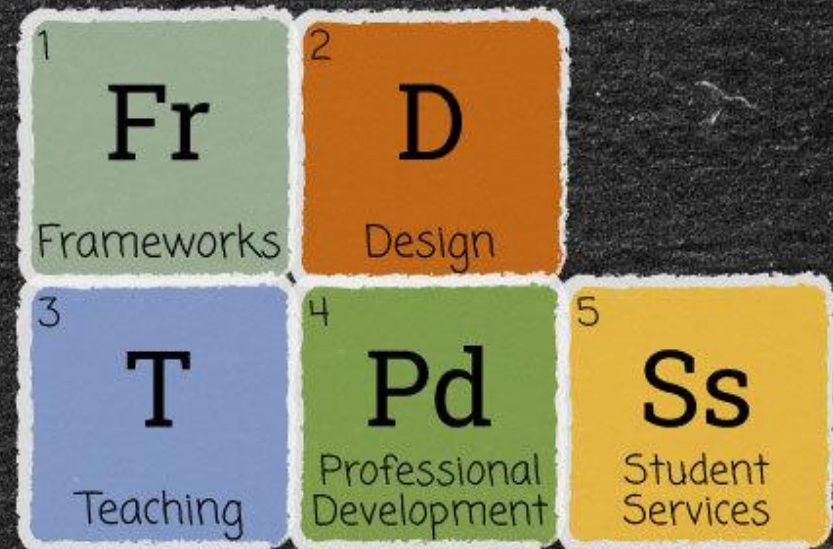 1
Fr
Frameworks
2
D
Design
3
T
Teaching
4
Pd
Professional
Development
5
Ss
Student
Services